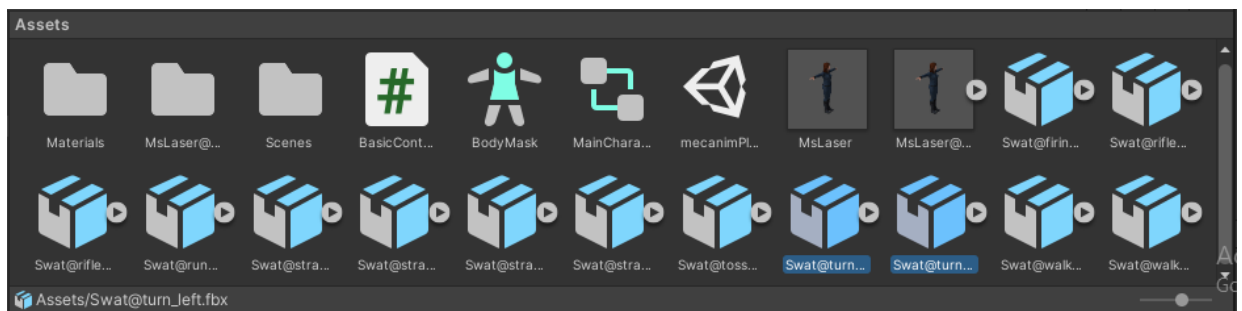 Assets
Materials
MsLaser@...
Scenes
#
BasicCont...
BodyMask
MainChara...
mecanimPl...
MsLaser
MsLaser@...
Swat@firin...
Swat@rifle...
Swat@rifle...
Swat@run...
Swat@stra...
Swat@stra...
Swat@stra...
Swat@stra...
Swat@toss...
Swat@turn...
Swat@turn...
Swat@walk...
Swat@walk...
Assets/Swat@turn_left.fbx